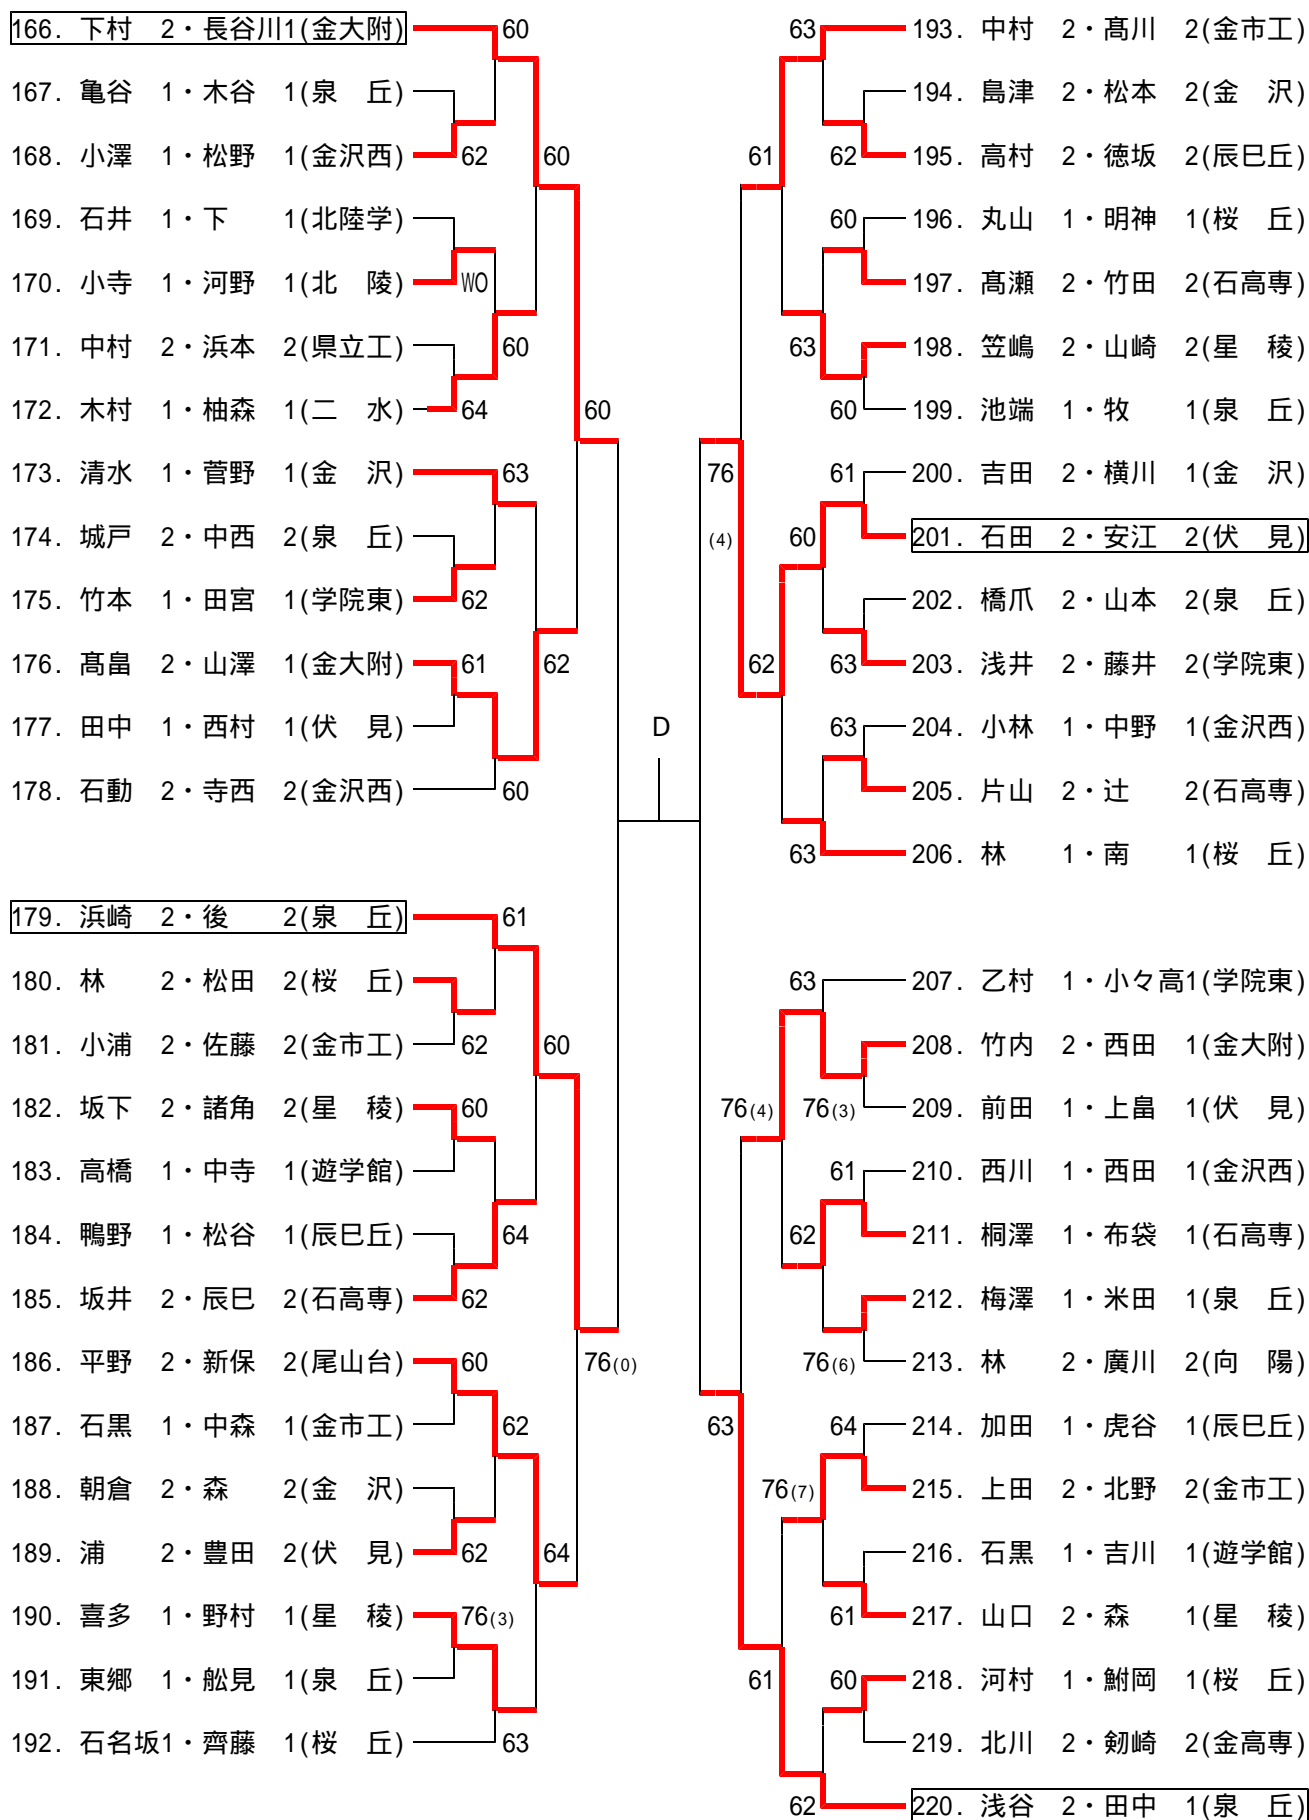 166. 下村 2・長谷川1(金大附)
60
167. 亀谷 1・木谷 1(泉 丘)
168. 小澤 1・松野 1(金沢西)
62
60
169. 石井 1・下 1(北陸学)
170. 小寺 1・河野 1(北 陵)
WO
171. 中村 2・浜本 2(県立工)
60
172. 木村 1・柚森 1(二 水)
64
60
173. 清水 1・菅野 1(金 沢)
63
174. 城戸 2・中西 2(泉 丘)
175. 竹本 1・田宮 1(学院東)
62
176. 髙畠 2・山澤 1(金大附)
61
62
177. 田中 1・西村 1(伏 見)
178. 石動 2・寺西 2(金沢西)
60
179. 浜崎 2・後 2(泉 丘)
61
180. 林 2・松田 2(桜 丘)
181. 小浦 2・佐藤 2(金市工)
62
60
182. 坂下 2・諸角 2(星 稜)
60
183. 高橋 1・中寺 1(遊学館)
184. 鴨野 1・松谷 1(辰巳丘)
64
185. 坂井 2・辰巳 2(石高専)
62
186. 平野 2・新保 2(尾山台)
60
76(0)
187. 石黒 1・中森 1(金市工)
62
188. 朝倉 2・森 2(金 沢)
189. 浦 2・豊田 2(伏 見)
62
64
190. 喜多 1・野村 1(星 稜)
76(3)
191. 東郷 1・舩見 1(泉 丘)
192. 石名坂1・齊藤 1(桜 丘)
63
D
63
193. 中村 2・髙川 2(金市工)
194. 島津 2・松本 2(金 沢)
61
62
195. 高村 2・徳坂 2(辰巳丘)
60
196. 丸山 1・明神 1(桜 丘)
197. 髙瀬 2・竹田 2(石高専)
63
198. 笠嶋 2・山崎 2(星 稜)
60
199. 池端 1・牧 1(泉 丘)
76
61
200. 吉田 2・横川 1(金 沢)
(4)
60
201. 石田 2・安江 2(伏 見)
202. 橋爪 2・山本 2(泉 丘)
62
63
203. 浅井 2・藤井 2(学院東)
63
204. 小林 1・中野 1(金沢西)
205. 片山 2・辻 2(石高専)
63
206. 林 1・南 1(桜 丘)
63
207. 乙村 1・小々高1(学院東)
208. 竹内 2・西田 1(金大附)
76(4)
76(3)
209. 前田 1・上畠 1(伏 見)
61
210. 西川 1・西田 1(金沢西)
62
211. 桐澤 1・布袋 1(石高専)
212. 梅澤 1・米田 1(泉 丘)
76(6)
213. 林 2・廣川 2(向 陽)
63
64
214. 加田 1・虎谷 1(辰巳丘)
76(7)
215. 上田 2・北野 2(金市工)
216. 石黒 1・吉川 1(遊学館)
61
217. 山口 2・森 1(星 稜)
61
60
218. 河村 1・鮒岡 1(桜 丘)
219. 北川 2・剱崎 2(金高専)
62
220. 浅谷 2・田中 1(泉 丘)